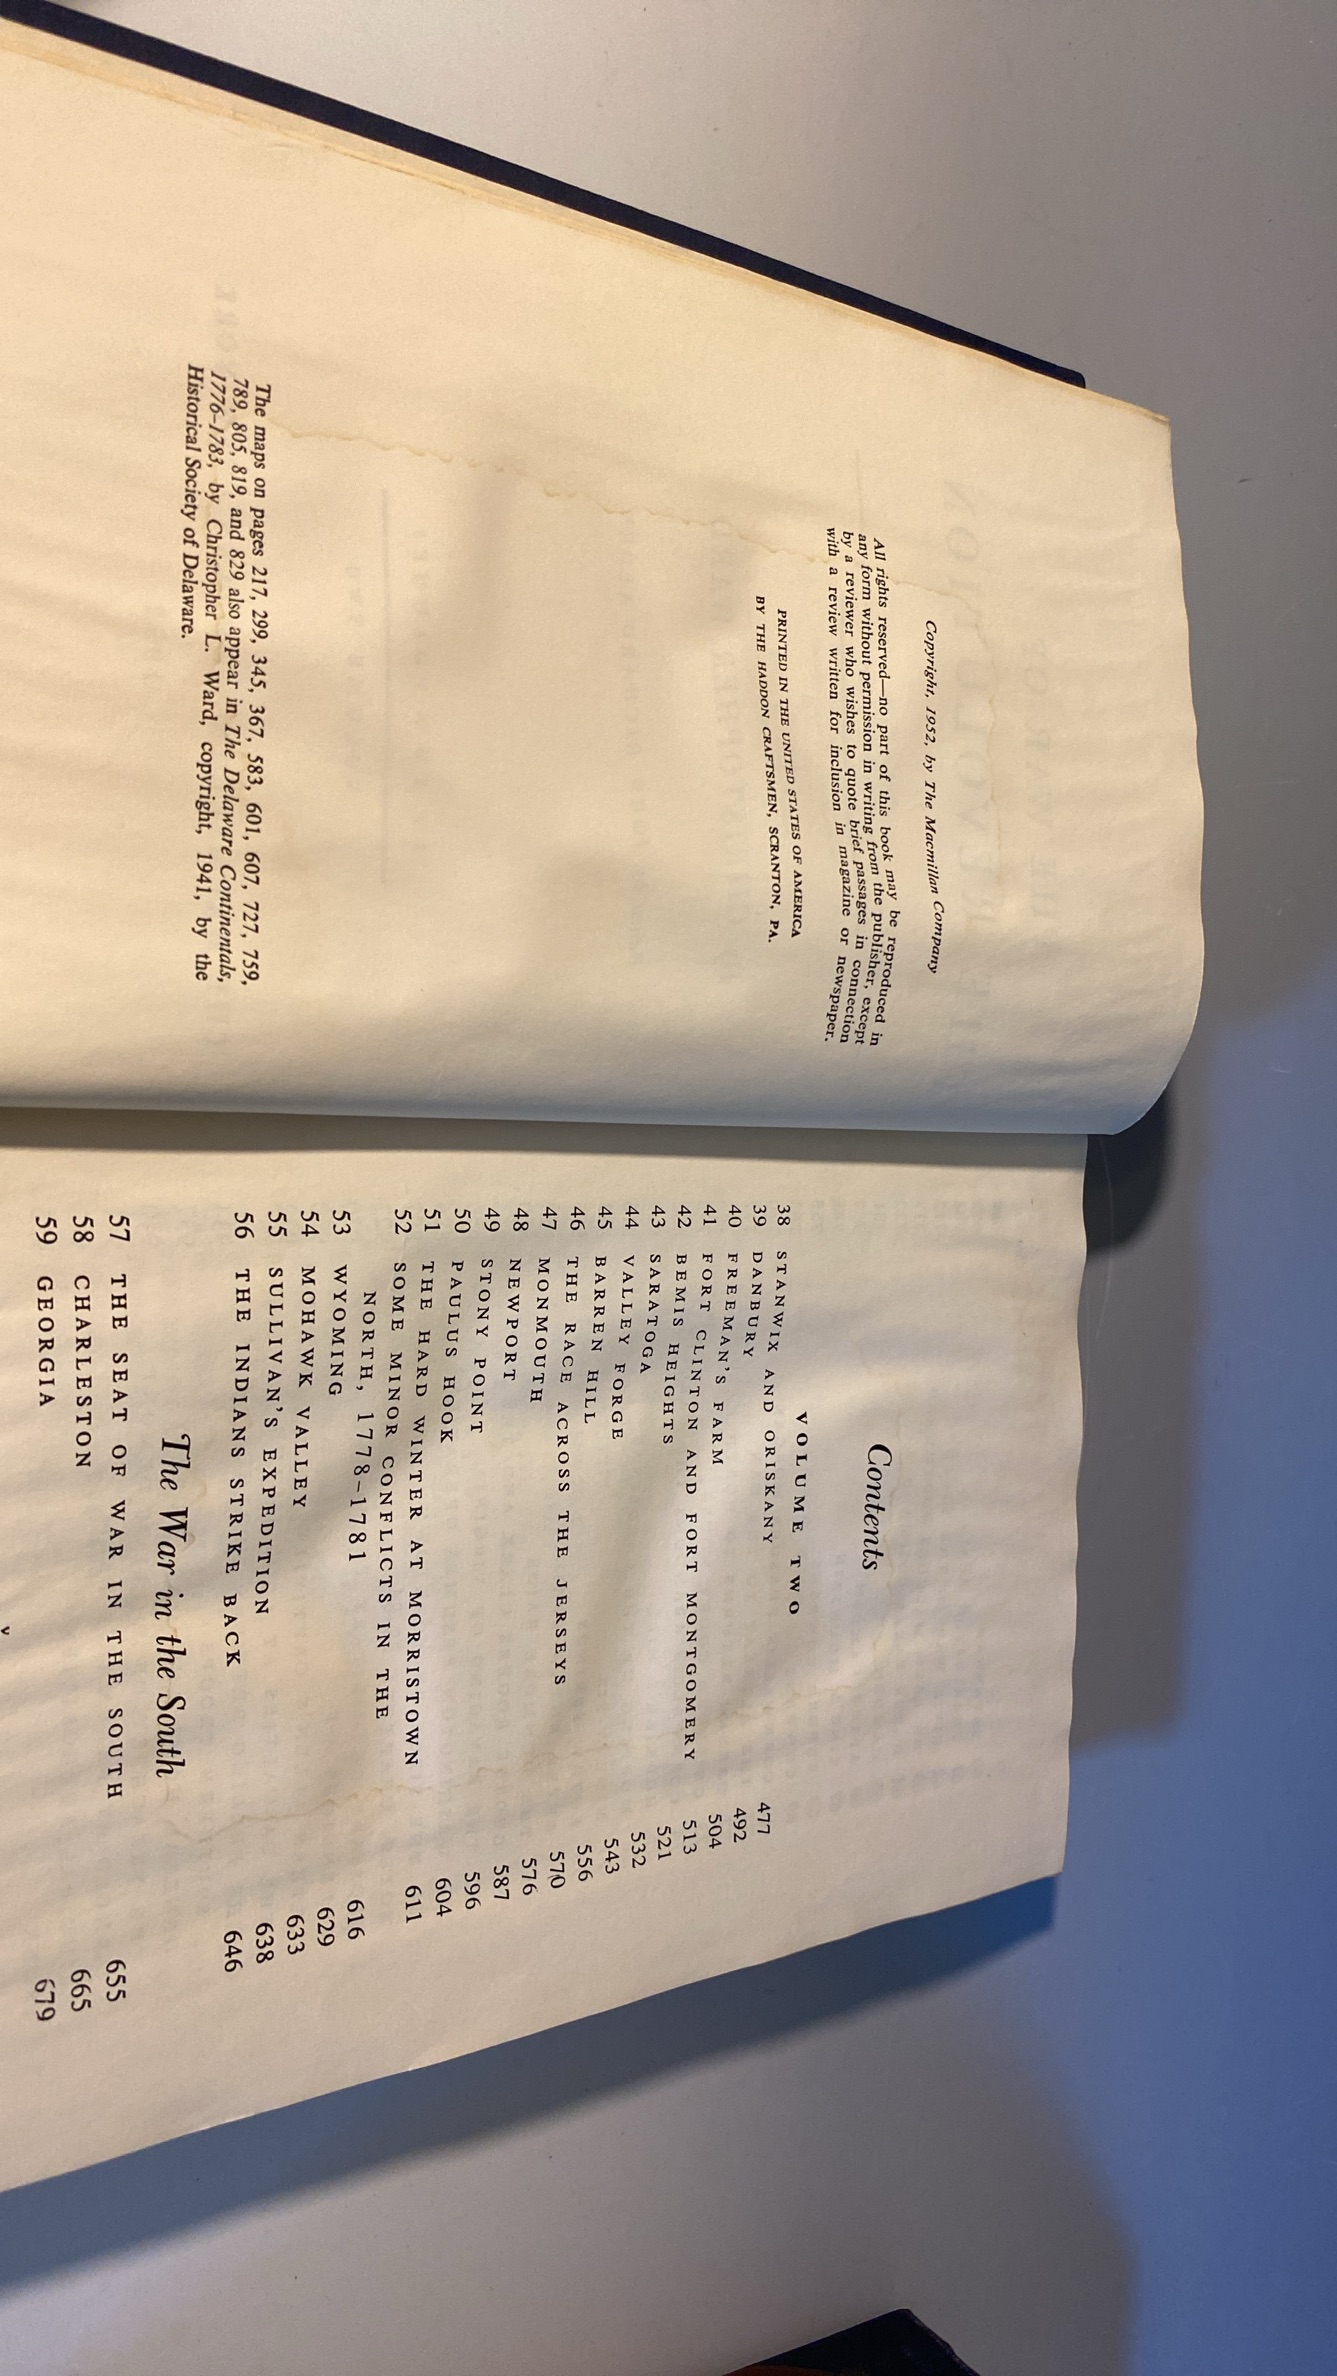 Copyright, 1952, by The Macmillan Company
All rights reserved—no part of this book may be reproduced in
any form without permission in writing from the publisher, except
by a reviewer who wishes to quote brief passages in connection
with a review written for inclusion in magazine or newspaper.
PRINTED IN THE UNITED STATES OF AMERICA
BY THE HADDON CRAFTSMEN, SCRANTON, PA.
The maps on pages 217, 299, 345, 367, 583, 601, 607, 727, 759,
789, 805, 819, and 829 also appear in The Delaware Continentals,
1776–1783, by Christopher L. Ward, copyright, 1941, by the
Historical Society of Delaware.
Contents
VOLUME TWO
38 STANWIX AND ORISKANY 477
39 DANBURY 492
40 FREEMAN'S FARM 504
41 FORT CLINTON AND FORT MONTGOMERY 513
42 BEMIS HEIGHTS 521
43 SARATOGA 532
44 VALLEY FORGE 543
45 BARREN HILL 556
46 THE RACE ACROSS THE JERSEYS 570
47 MONMOUTH 576
48 NEWPORT 587
49 STONY POINT 596
50 PAULUS HOOK 604
51 THE HARD WINTER AT MORRISTOWN 611
52 SOME MINOR CONFLICTS IN THE
NORTH, 1778–1781 616
53 WYOMING 629
54 MOHAWK VALLEY 633
55 SULLIVAN'S EXPEDITION 638
56 THE INDIANS STRIKE BACK 646
The War in the South
57 THE SEAT OF WAR IN THE SOUTH 655
58 CHARLESTON 665
59 GEORGIA 679
v